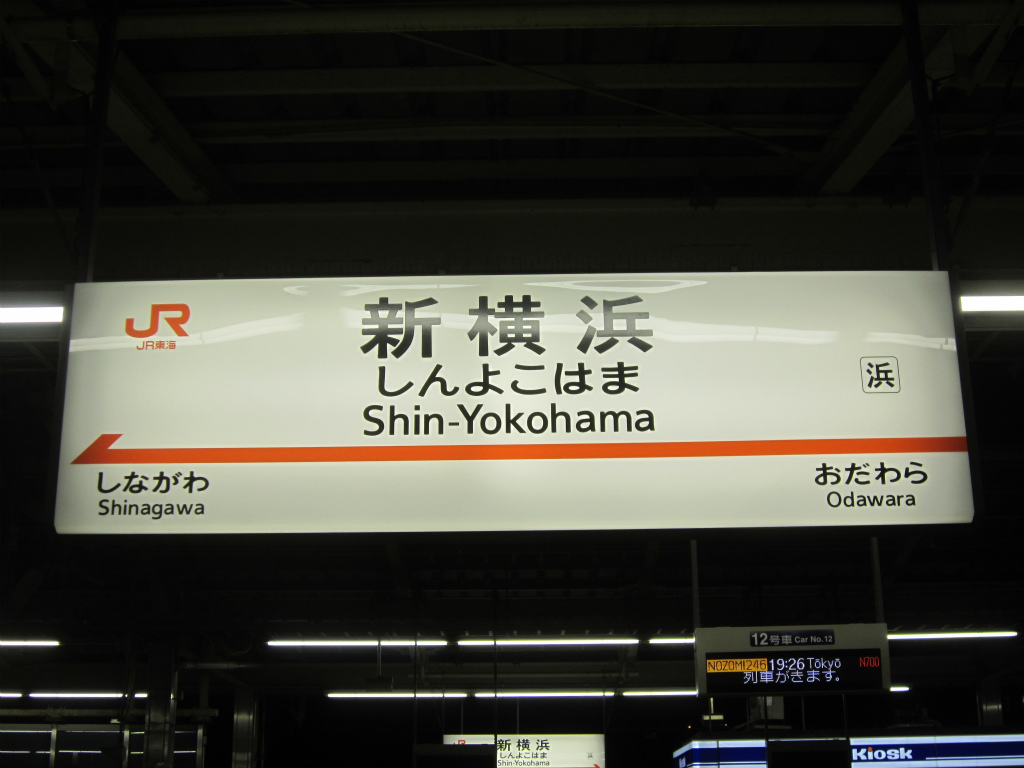 JR
JR東海
新横浜
しんよこはま
Shin-Yokohama
浜
しながわ
Shinagawa
おだわら
Odawara
12号車 Car No.12
NOZOMI246 19:26 Tōkyō N700
列車がきます。
新横浜
しんよこはま
Shin-Yokohama
Kiosk